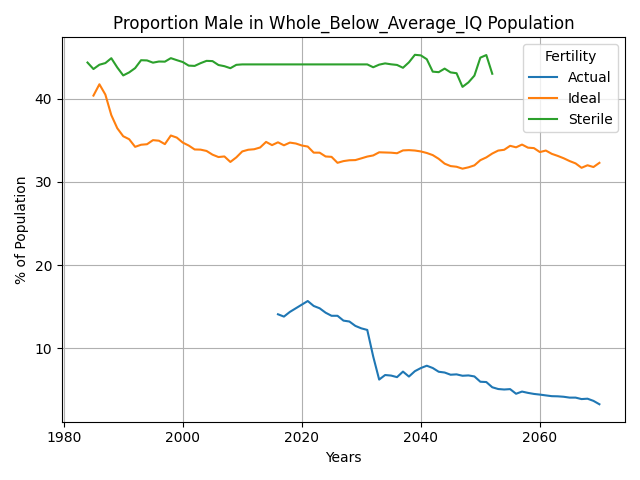 Proportion Male in Whole_Below_Average_IQ Population
% of Population
40
30
20
10
Fertility
Actual
Ideal
Sterile
1980
2000
2020
2040
2060
Years